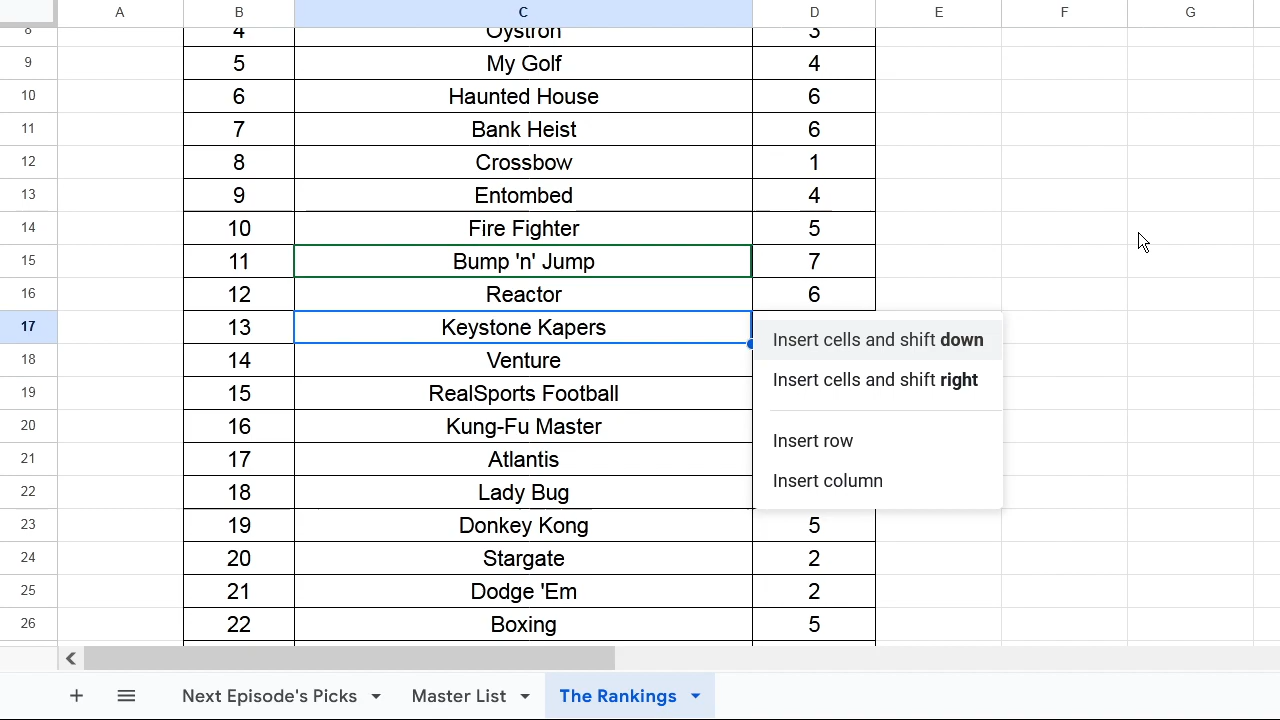 A B C D E F G
8 4 Oystron 3
9 5 My Golf 4
10 6 Haunted House 6
11 7 Bank Heist 6
12 8 Crossbow 1
13 9 Entombed 4
14 10 Fire Fighter 5
15 11 Bump 'n' Jump 7
16 12 Reactor 6
17 13 Keystone Kapers
Insert cells and shift down
18 14 Venture
Insert cells and shift right
19 15 RealSports Football
20 16 Kung-Fu Master
Insert row
21 17 Atlantis
Insert column
22 18 Lady Bug
23 19 Donkey Kong 5
24 20 Stargate 2
25 21 Dodge 'Em 2
26 22 Boxing 5
Next Episode's Picks Master List The Rankings